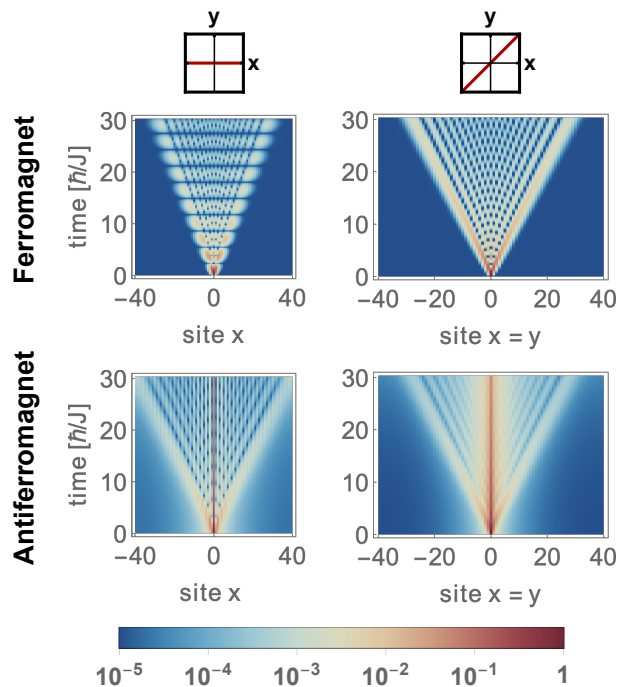 y y
x x
Ferromagnet
time [ℏ/J]
30
20
10
0
−40 0 40
site x
30
20
10
0
−40 −20 0 20 40
site x = y
Antiferromagnet
time [ℏ/J]
30
20
10
0
−40 0 40
site x
30
20
10
0
−40 −20 0 20 40
site x = y
10⁻⁵ 10⁻⁴ 10⁻³ 10⁻² 10⁻¹ 1